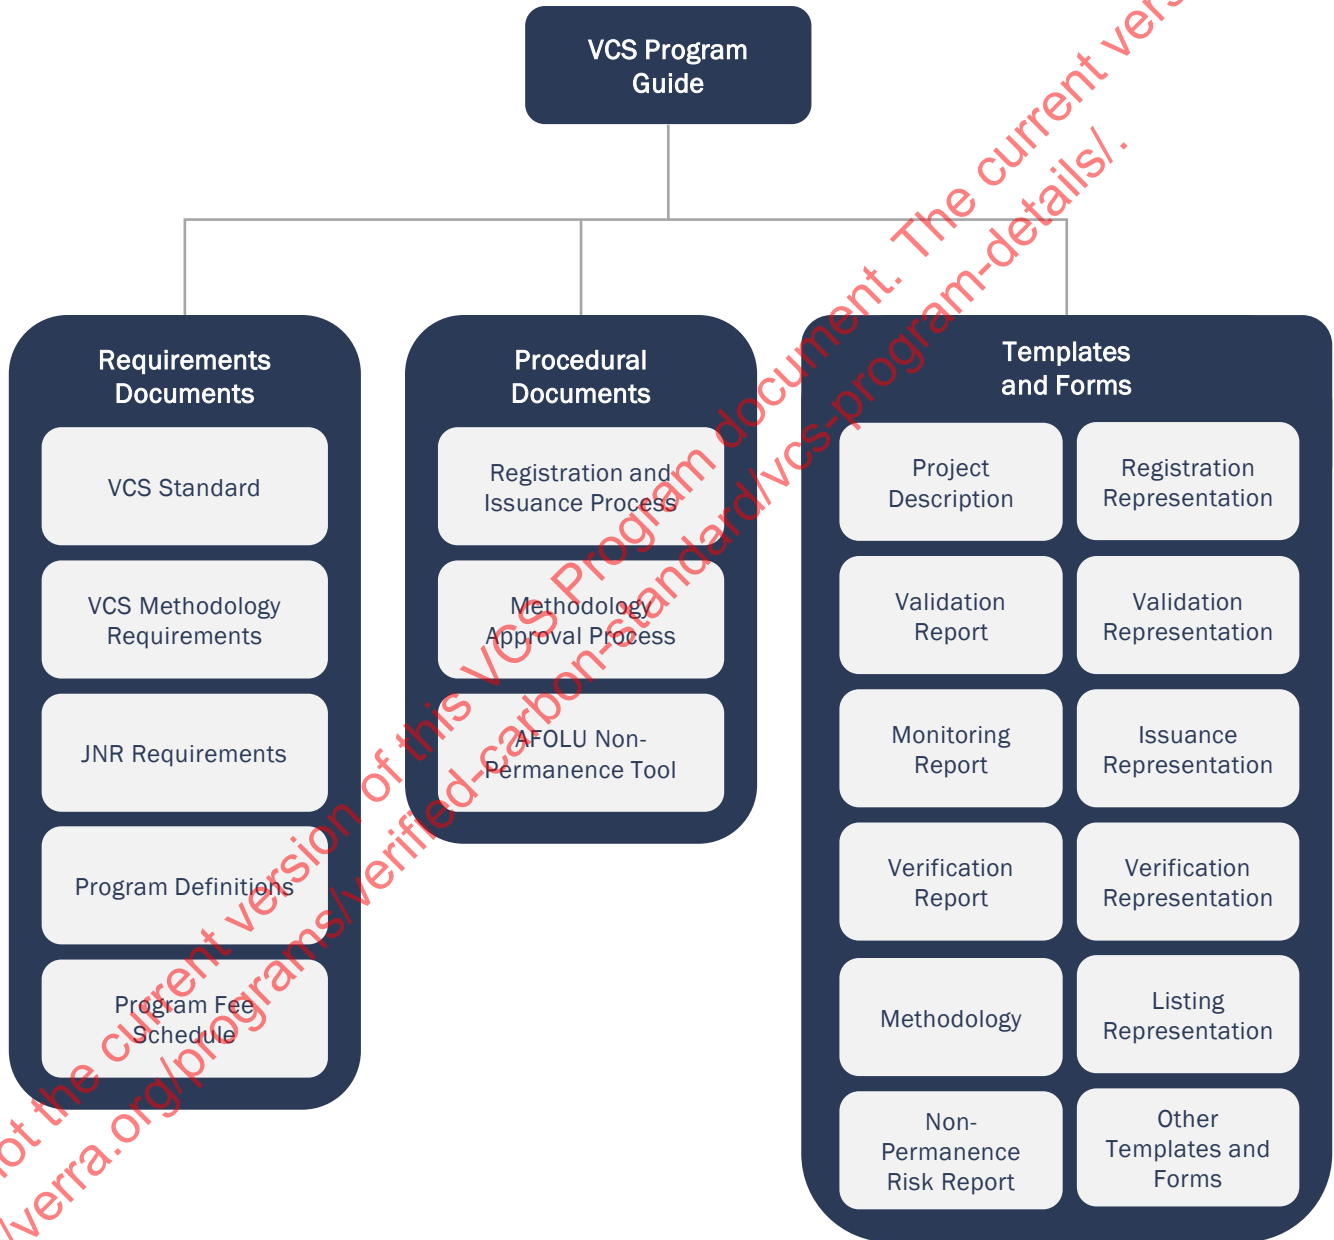 VCS Program
Guide
Requirements
Documents
VCS Standard
VCS Methodology
Requirements
JNR Requirements
Program Definitions
Program Fee
Schedule
Procedural
Documents
Registration and
Issuance Process
Methodology
Approval Process
AFOLU Non-
Permanence Tool
Templates
and Forms
Project
Description
Registration
Representation
Validation
Report
Validation
Representation
Monitoring
Report
Issuance
Representation
Verification
Report
Verification
Representation
Methodology
Listing
Representation
Non-
Permanence
Risk Report
Other
Templates and
Forms
not the current version of this VCS Program document. The current vers
/verra.org/programs/verified-carbon-standard/vcs-program-details/.